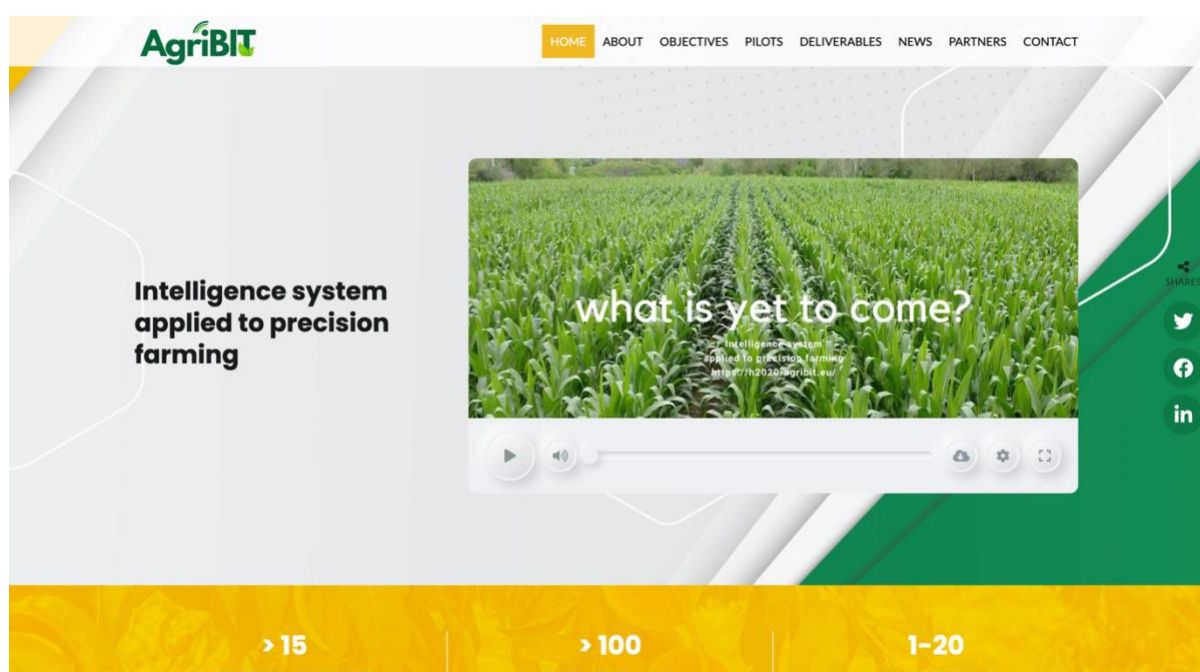 AgriBIT
HOME ABOUT OBJECTIVES PILOTS DELIVERABLES NEWS PARTNERS CONTACT
Intelligence system
applied to precision
farming
what is yet to come?
Intelligence system
applied to precision farming
https://h2020-agribit.eu/
SHARES
> 15
> 100
1-20